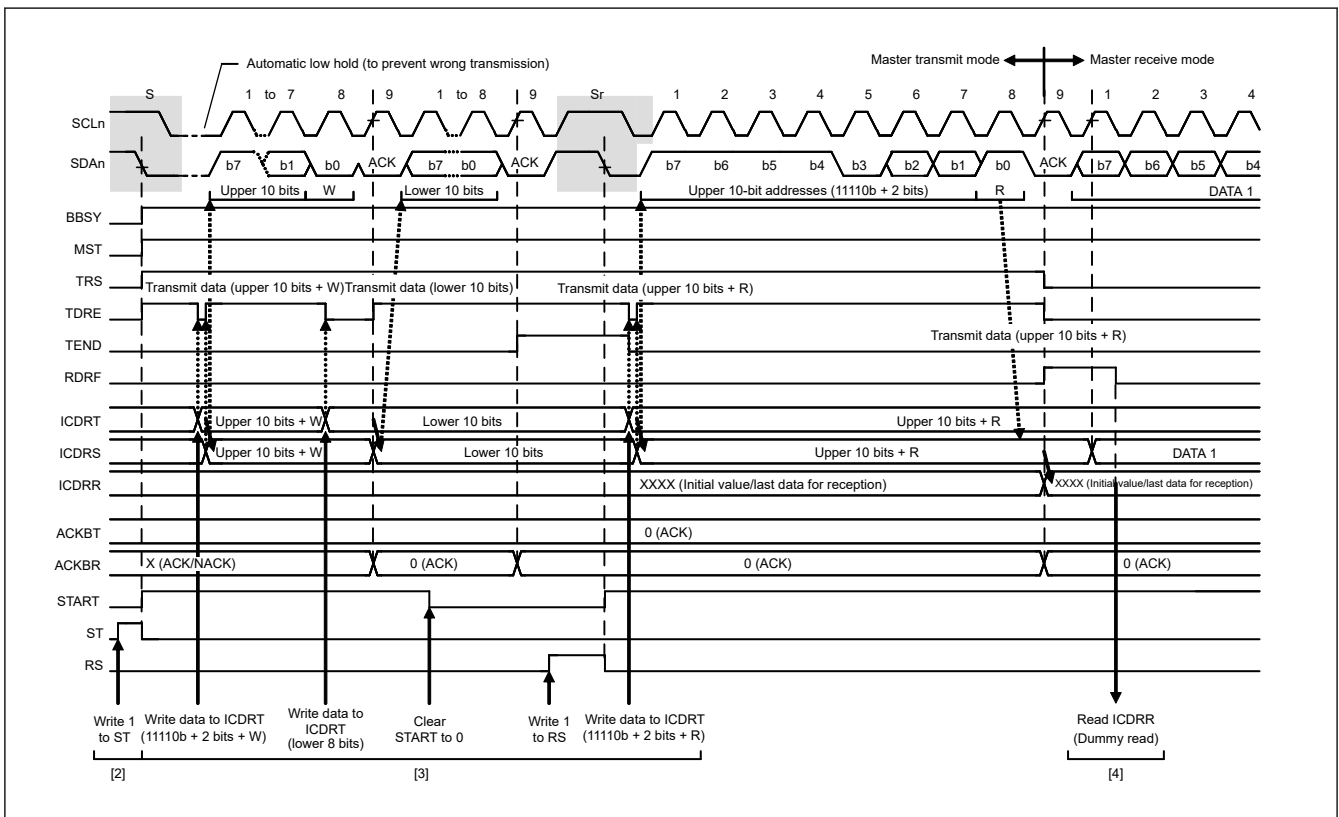 Automatic low hold (to prevent wrong transmission)
Master transmit mode Master receive mode
S 1 to 7 8 9 1 to 8 9 Sr 1 2 3 4 5 6 7 8 9 1 2 3 4
SCLn
SDAn b7 b1 b0 ACK b7 b0 ACK b7 b6 b5 b4 b3 b2 b1 b0 ACK b7 b6 b5 b4
Upper 10 bits W Lower 10 bits Upper 10-bit addresses (11110b + 2 bits) R DATA 1
BBSY
MST
TRS
Transmit data (upper 10 bits + W) Transmit data (lower 10 bits) Transmit data (upper 10 bits + R)
TDRE
Transmit data (upper 10 bits + R)
TEND
RDRF
ICDRT Upper 10 bits + W Lower 10 bits Upper 10 bits + R
ICDRS Upper 10 bits + W Lower 10 bits Upper 10 bits + R DATA 1
ICDRR XXXX (Initial value/last data for reception) XXXX (Initial value/last data for reception)
ACKBT 0 (ACK)
ACKBR X (ACK/NACK) 0 (ACK) 0 (ACK) 0 (ACK)
START
ST
RS
Write 1 Write data to ICDRT Write data to Clear Write 1 Write data to ICDRT Read ICDRR
to ST (11110b + 2 bits + W) ICDRT START to 0 to RS (11110b + 2 bits + R) (Dummy read)
(lower 8 bits)
[2] [3] [4]